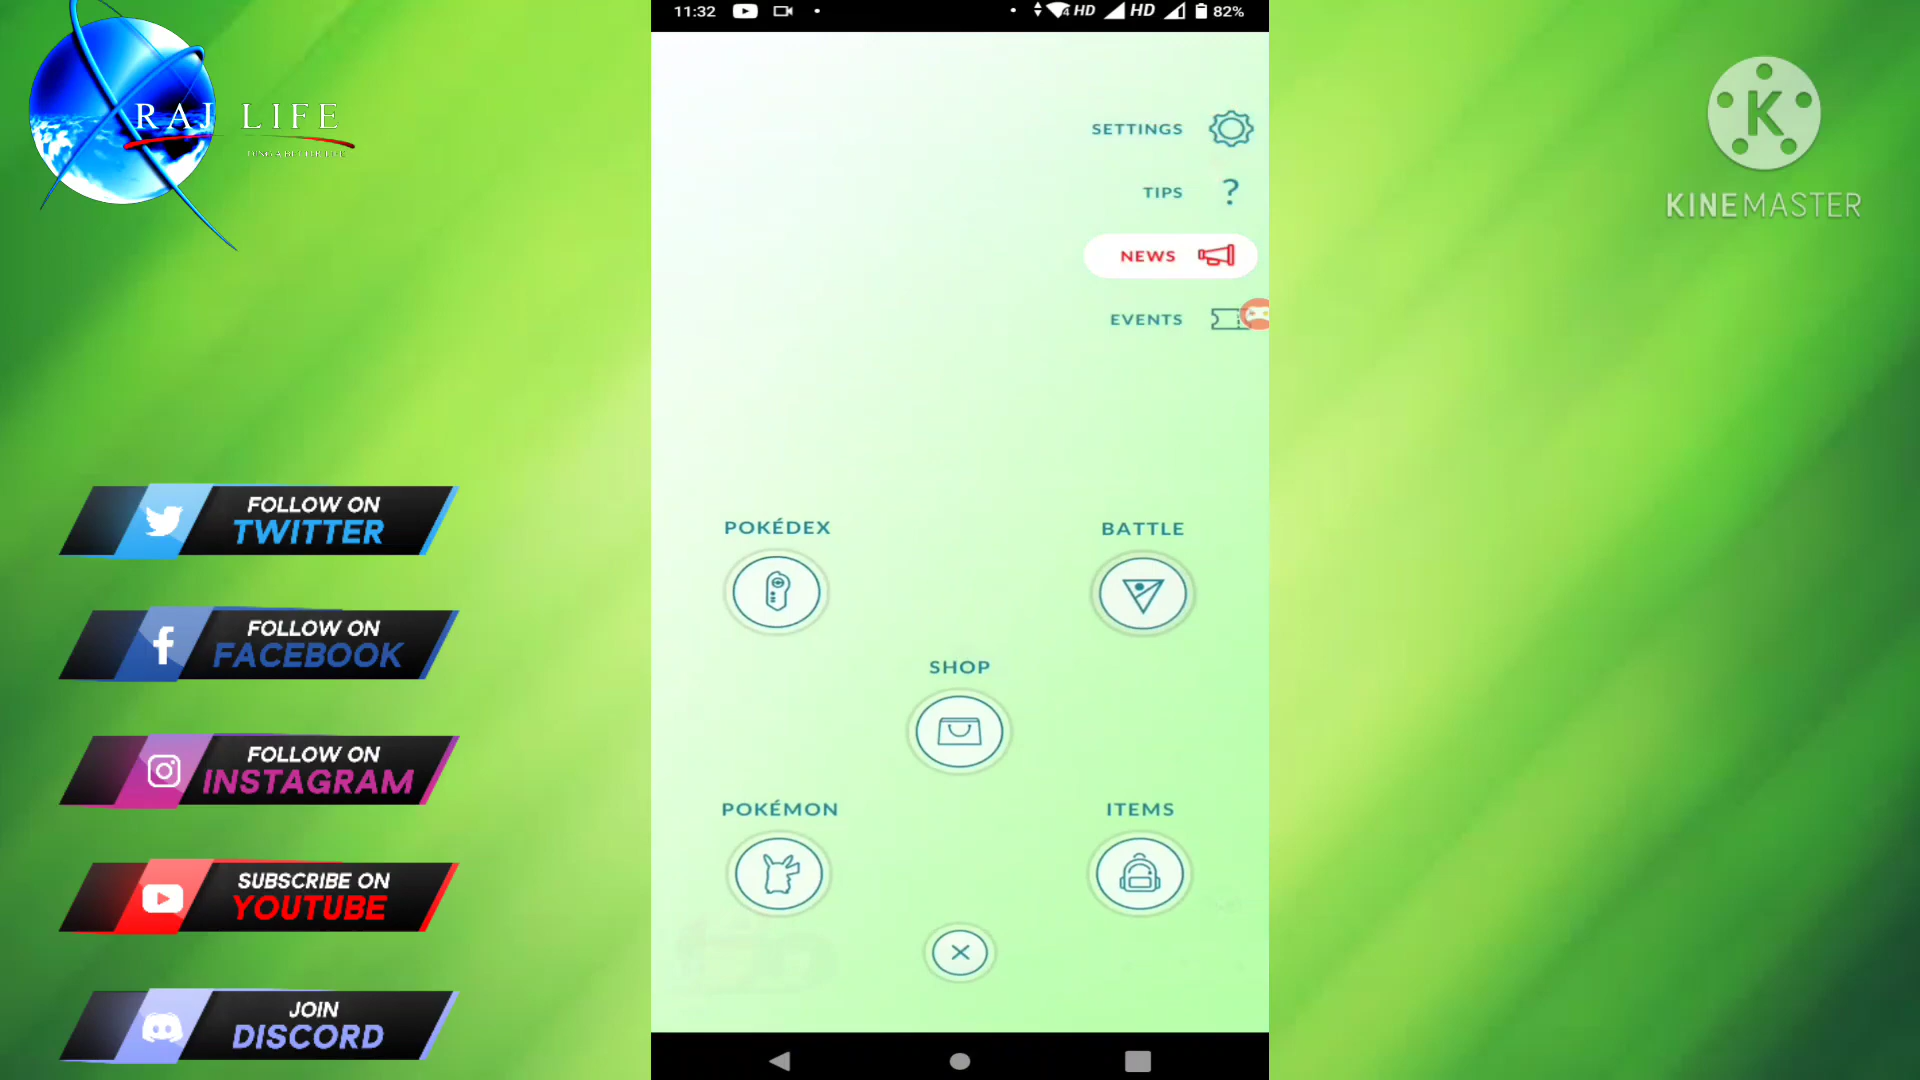 11:32
4 HD HD 82%
RAJ LIFE
KINEMASTER
SETTINGS
TIPS ?
NEWS
EVENTS
POKÉDEX
BATTLE
SHOP
POKÉMON
ITEMS
FOLLOW ON
TWITTER
FOLLOW ON
FACEBOOK
FOLLOW ON
INSTAGRAM
SUBSCRIBE ON
YOUTUBE
JOIN
DISCORD